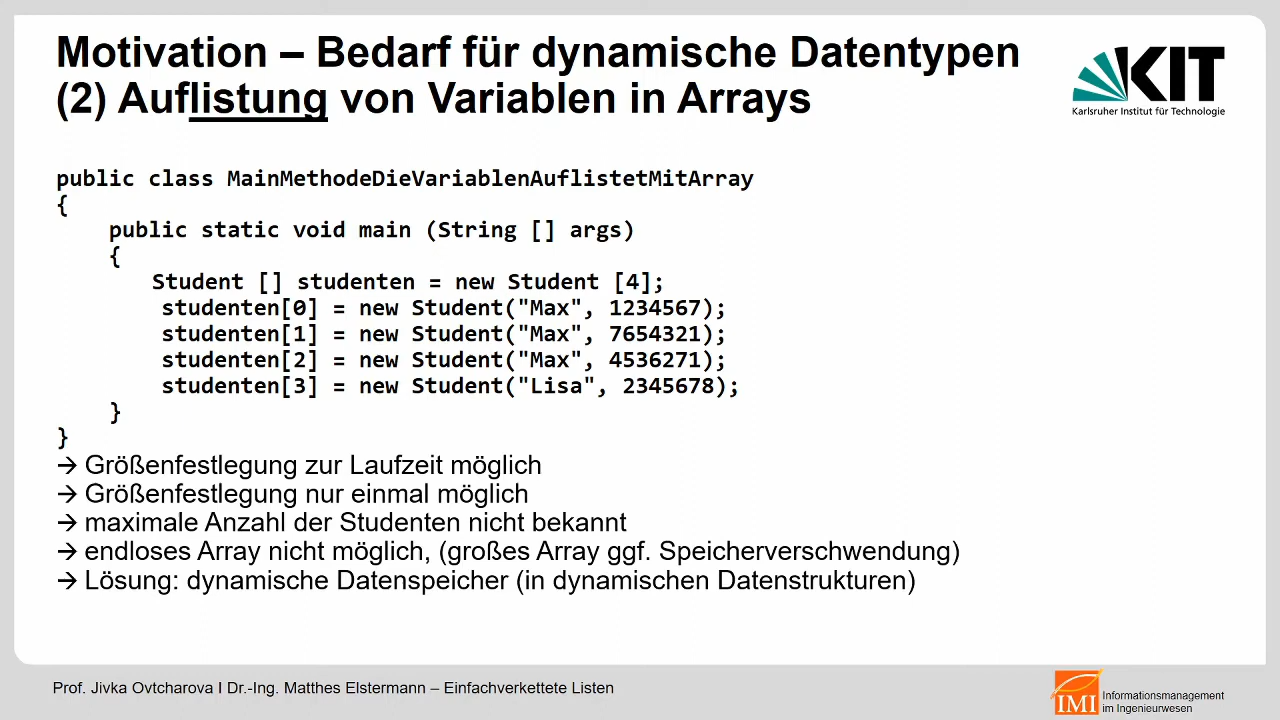 Motivation – Bedarf für dynamische Datentypen
(2) Auflistung von Variablen in Arrays
KIT
Karlsruher Institut für Technologie
public class MainMethodeDieVariablenAuflistetMitArray
{
public static void main (String [] args)
{
Student [] studenten = new Student [4];
studenten[0] = new Student("Max", 1234567);
studenten[1] = new Student("Max", 7654321);
studenten[2] = new Student("Max", 4536271);
studenten[3] = new Student("Lisa", 2345678);
}
}
→ Größenfestlegung zur Laufzeit möglich
→ Größenfestlegung nur einmal möglich
→ maximale Anzahl der Studenten nicht bekannt
→ endloses Array nicht möglich, (großes Array ggf. Speicherverschwendung)
→ Lösung: dynamische Datenspeicher (in dynamischen Datenstrukturen)
Prof. Jivka Ovtcharova I Dr.-Ing. Matthes – Einfachverkettete Listen
IMI
Informationsmanagement
im Ingenieurwesen